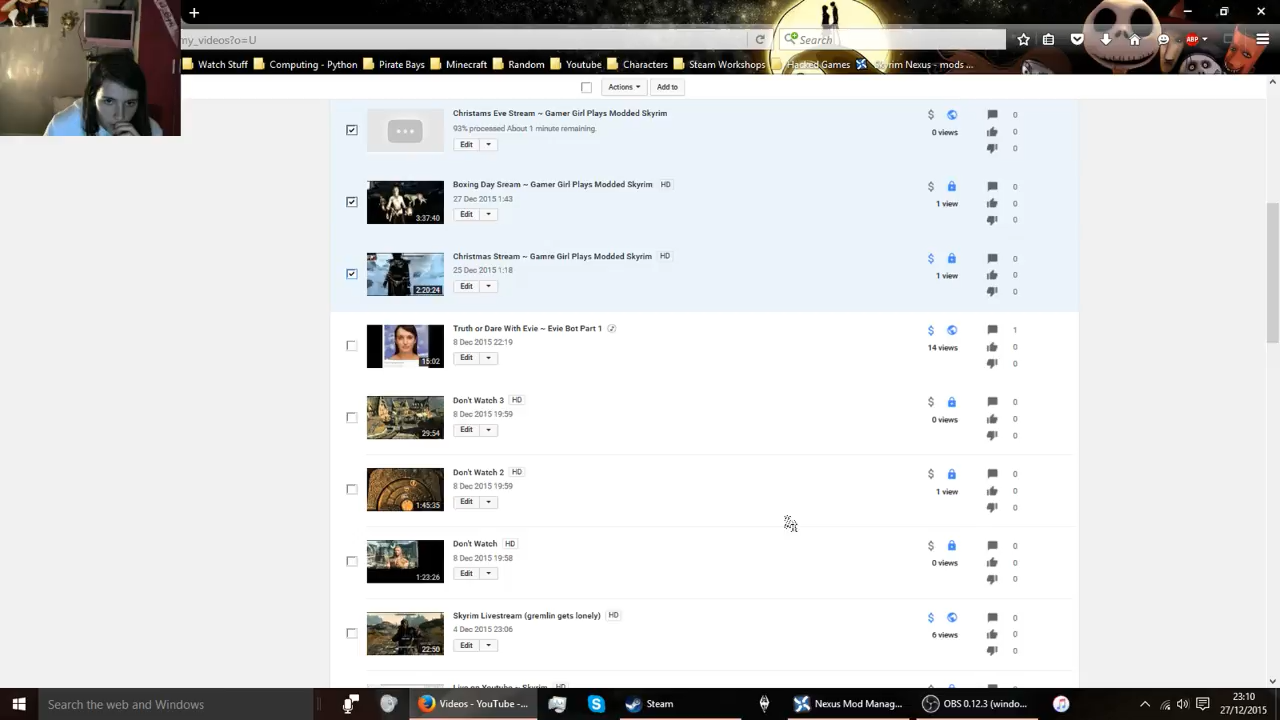 +
my_videos?o=U
Search
ABP
Watch Stuff
Computing - Python
Pirate Bays
Minecraft
Random
Youtube
Characters
Steam Workshops
Hacked Games
Skyrim Nexus - mods ...
Actions
Add to
Christams Eve Stream ~ Gamer Girl Plays Modded Skyrim
93% processed About 1 minute remaining.
Edit
$ 0
0 views 0
0
Boxing Day Sream ~ Gamer Girl Plays Modded Skyrim HD
27 Dec 2015 1:43
3:37:40
Edit
$ 0
1 view 0
0
Christmas Stream ~ Gamre Girl Plays Modded Skyrim HD
25 Dec 2015 1:18
2:20:24
Edit
$ 0
1 view 0
0
Truth or Dare With Evie ~ Evie Bot Part 1
8 Dec 2015 22:19
15:02
Edit
$ 1
14 views 0
0
Don't Watch 3 HD
8 Dec 2015 19:59
29:54
Edit
$ 0
0 views 0
0
Don't Watch 2 HD
8 Dec 2015 19:59
1:45:35
Edit
$ 0
1 view 0
0
Don't Watch HD
8 Dec 2015 19:58
1:23:26
Edit
$ 0
0 views 0
0
Skyrim Livestream (gremlin gets lonely) HD
4 Dec 2015 23:06
22:50
Edit
$ 0
6 views 0
0
Live on Youtube ~ Skyrim HD
Search the web and Windows
Videos - YouTube -...
Steam
Nexus Mod Manag...
OBS 0.12.3 (windo...
23:10
27/12/2015